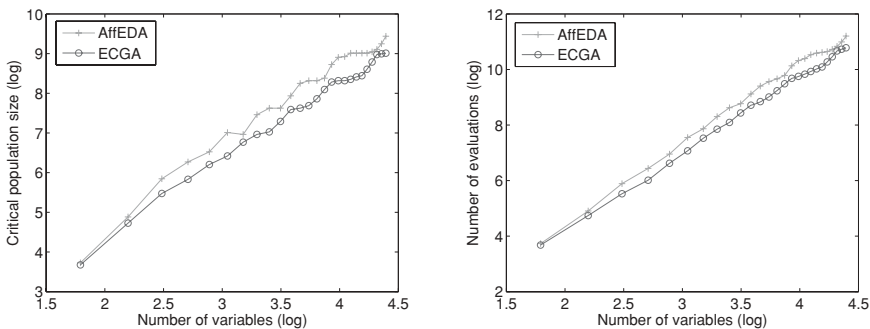 10
9
8
7
6
5
4
3
Critical population size (log)
AffEDA
ECGA
1.5 2 2.5 3 3.5 4 4.5
Number of variables (log)
12
10
8
6
4
2
Number of evaluations (log)
AffEDA
ECGA
1.5 2 2.5 3 3.5 4 4.5
Number of variables (log)